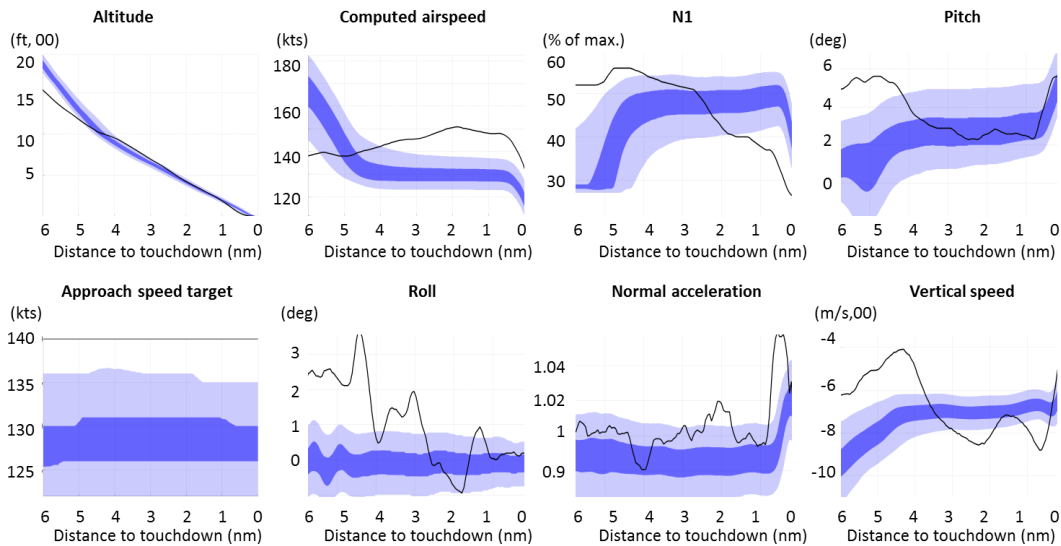 Altitude
(ft, 00)
20
15
10
5
6 5 4 3 2 1 0
Distance to touchdown (nm)
Computed airspeed
(kts)
180
160
140
120
6 5 4 3 2 1 0
Distance to touchdown (nm)
N1
(% of max.)
60
50
40
30
6 5 4 3 2 1 0
Distance to touchdown (nm)
Pitch
(deg)
6
4
2
0
6 5 4 3 2 1 0
Distance to touchdown (nm)
Approach speed target
(kts)
140
135
130
125
6 5 4 3 2 1 0
Distance to touchdown (nm)
Roll
(deg)
3
2
1
0
6 5 4 3 2 1 0
Distance to touchdown (nm)
Normal acceleration
1.04
1.02
1
0.9
6 5 4 3 2 1 0
Distance to touchdown (nm)
Vertical speed
(m/s,00)
-4
-6
-8
-10
6 5 4 3 2 1 0
Distance to touchdown (nm)